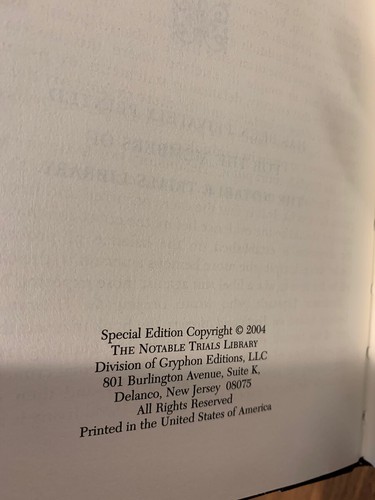 Special Edition Copyright © 2004
THE NOTABLE TRIALS LIBRARY
Division of Gryphon Editions, LLC
801 Burlington Avenue, Suite K,
Delanco, New Jersey 08075
All Rights Reserved
Printed in the United States of America